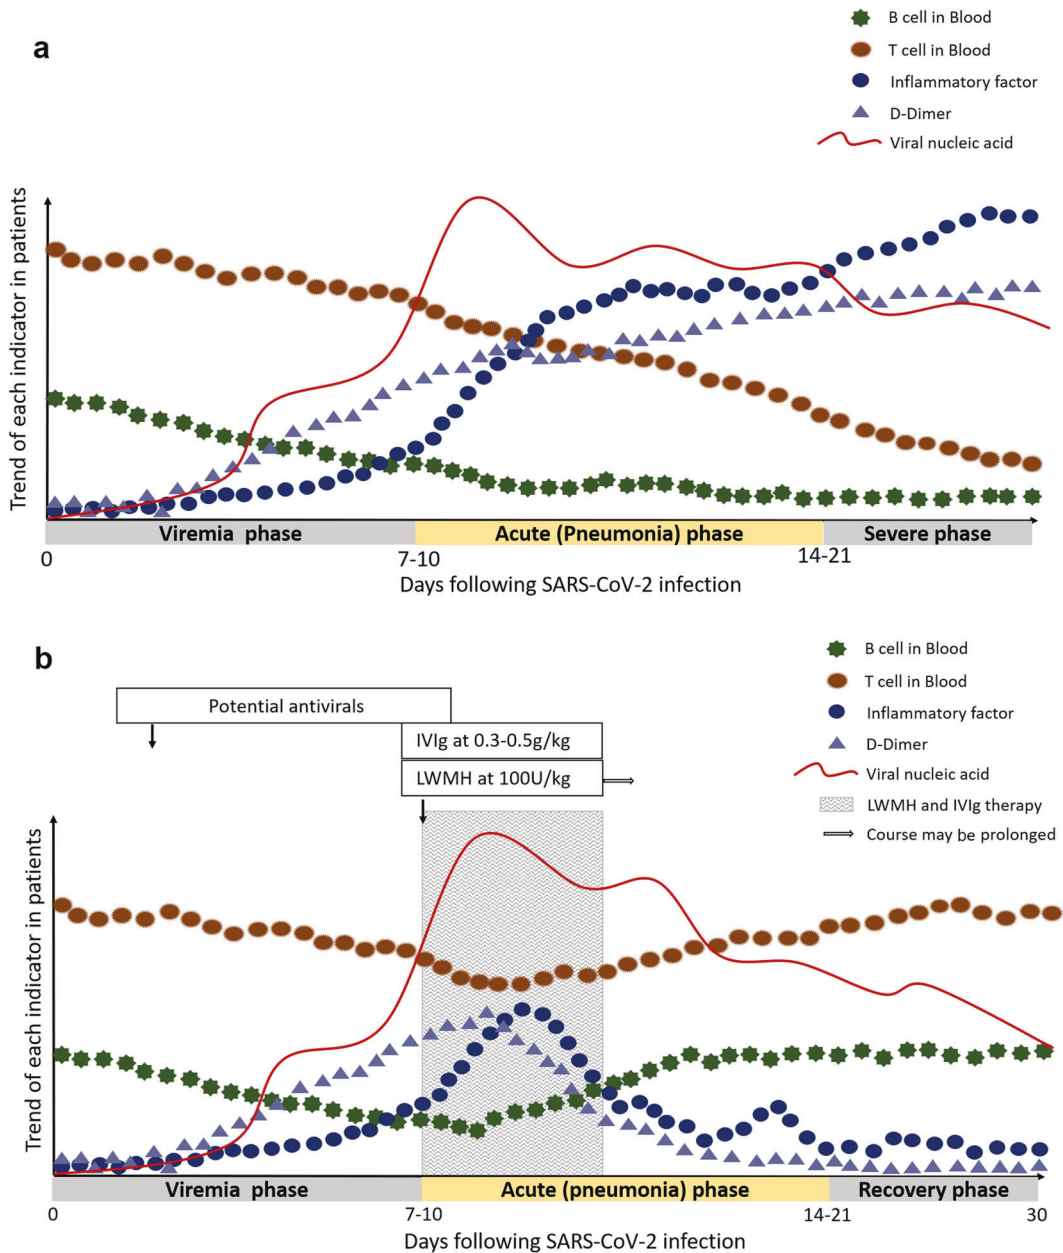 a
B cell in Blood
T cell in Blood
Inflammatory factor
D-Dimer
Viral nucleic acid
Trend of each indicator in patients
Viremia phase
Acute (Pneumonia) phase
Severe phase
0
7-10
14-21
Days following SARS-CoV-2 infection
b
B cell in Blood
T cell in Blood
Inflammatory factor
D-Dimer
Viral nucleic acid
LWMH and IVIg therapy
Course may be prolonged
Potential antivirals
IVIg at 0.3-0.5g/kg
LWMH at 100U/kg
Trend of each indicator in patients
Viremia phase
Acute (pneumonia) phase
Recovery phase
0
7-10
14-21
30
Days following SARS-CoV-2 infection